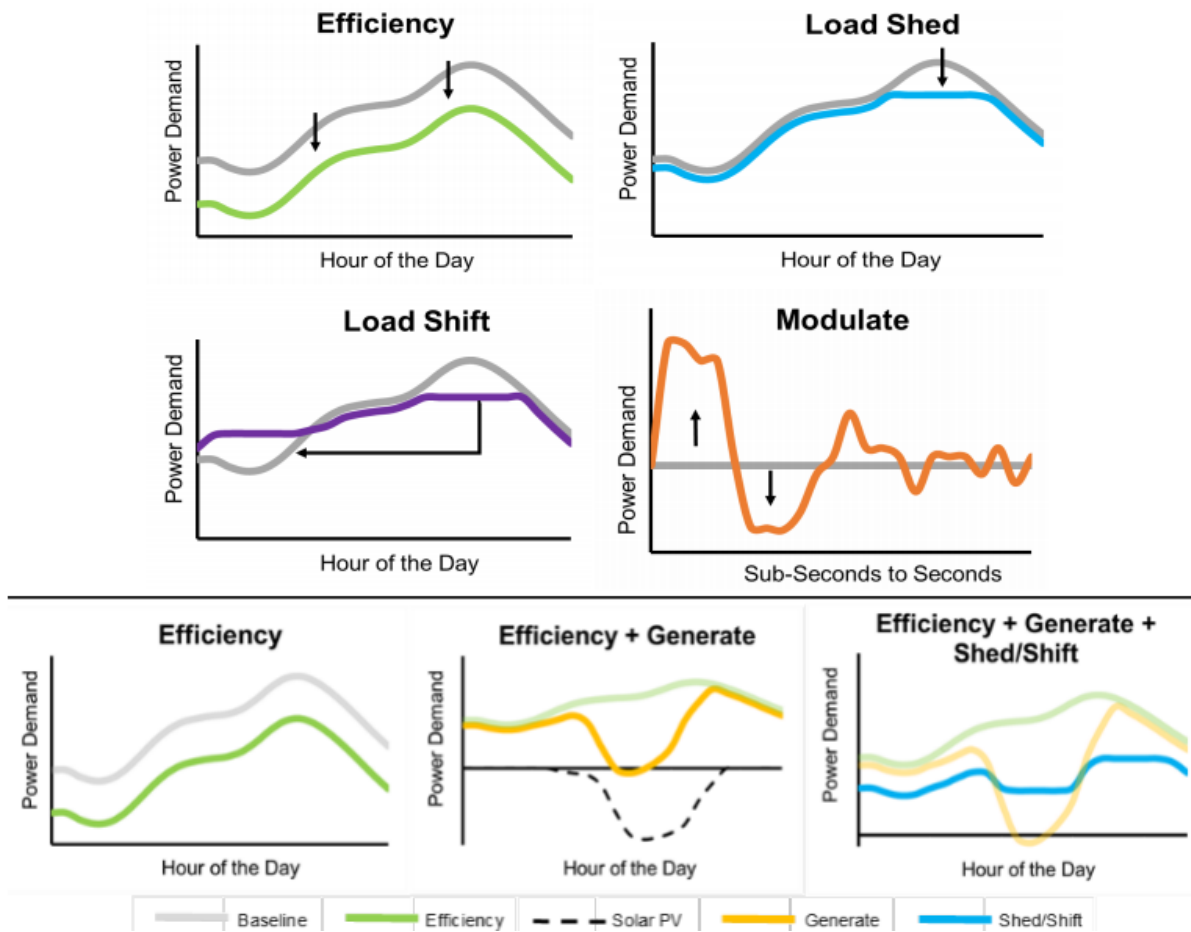 Efficiency
Power Demand
Hour of the Day
Load Shed
Power Demand
Hour of the Day
Load Shift
Power Demand
Hour of the Day
Modulate
Power Demand
Sub-Seconds to Seconds
Efficiency
Power Demand
Hour of the Day
Efficiency + Generate
Power Demand
Hour of the Day
Efficiency + Generate +
Shed/Shift
Power Demand
Hour of the Day
Baseline
Efficiency
Solar PV
Generate
Shed/Shift